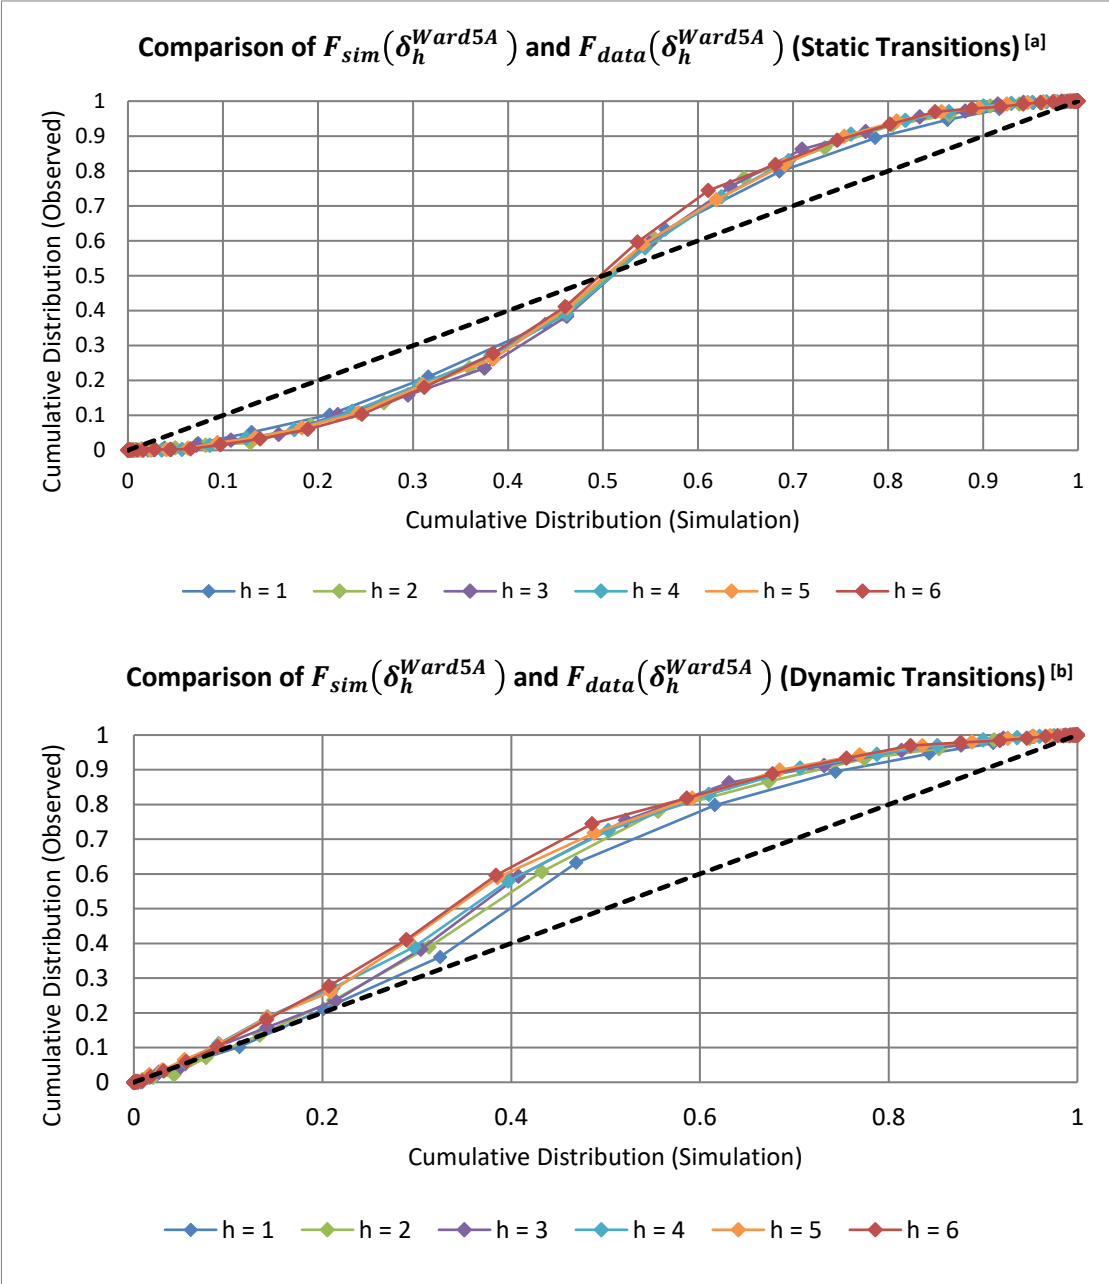 Comparison of F_sim(δ_h^Ward5A) and F_data(δ_h^Ward5A) (Static Transitions) [a]
Cumulative Distribution (Observed)
1
0.9
0.8
0.7
0.6
0.5
0.4
0.3
0.2
0.1
0
0 0.1 0.2 0.3 0.4 0.5 0.6 0.7 0.8 0.9 1
Cumulative Distribution (Simulation)
h = 1 h = 2 h = 3 h = 4 h = 5 h = 6
Comparison of F_sim(δ_h^Ward5A) and F_data(δ_h^Ward5A) (Dynamic Transitions) [b]
Cumulative Distribution (Observed)
1
0.9
0.8
0.7
0.6
0.5
0.4
0.3
0.2
0.1
0
0 0.2 0.4 0.6 0.8 1
Cumulative Distribution (Simulation)
h = 1 h = 2 h = 3 h = 4 h = 5 h = 6